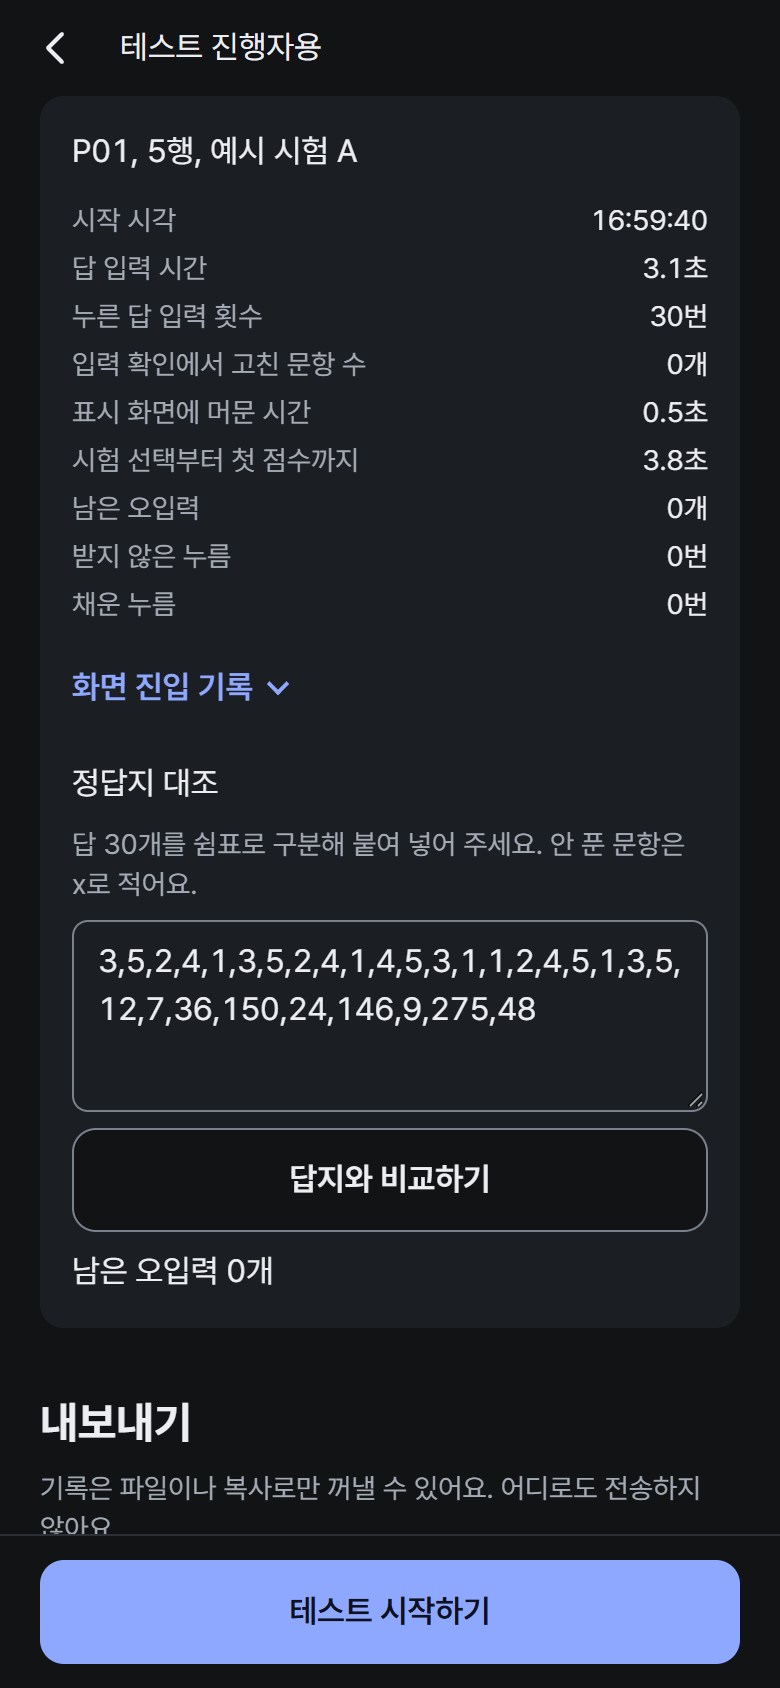 테스트 진행자용
P01, 5행, 예시 시험 A
시작 시각 16:59:40
답 입력 시간 3.1초
누른 답 입력 횟수 30번
입력 확인에서 고친 문항 수 0개
표시 화면에 머문 시간 0.5초
시험 선택부터 첫 점수까지 3.8초
남은 오입력 0개
받지 않은 누름 0번
채운 누름 0번
화면 진입 기록
정답지 대조
답 30개를 쉼표로 구분해 붙여 넣어 주세요. 안 푼 문항은
x로 적어요.
3,5,2,4,1,3,5,2,4,1,4,5,3,1,1,2,4,5,1,3,5,
12,7,36,150,24,146,9,275,48
답지와 비교하기
남은 오입력 0개
내보내기
기록은 파일이나 복사로만 꺼낼 수 있어요. 어디로도 전송하지
않아요
테스트 시작하기